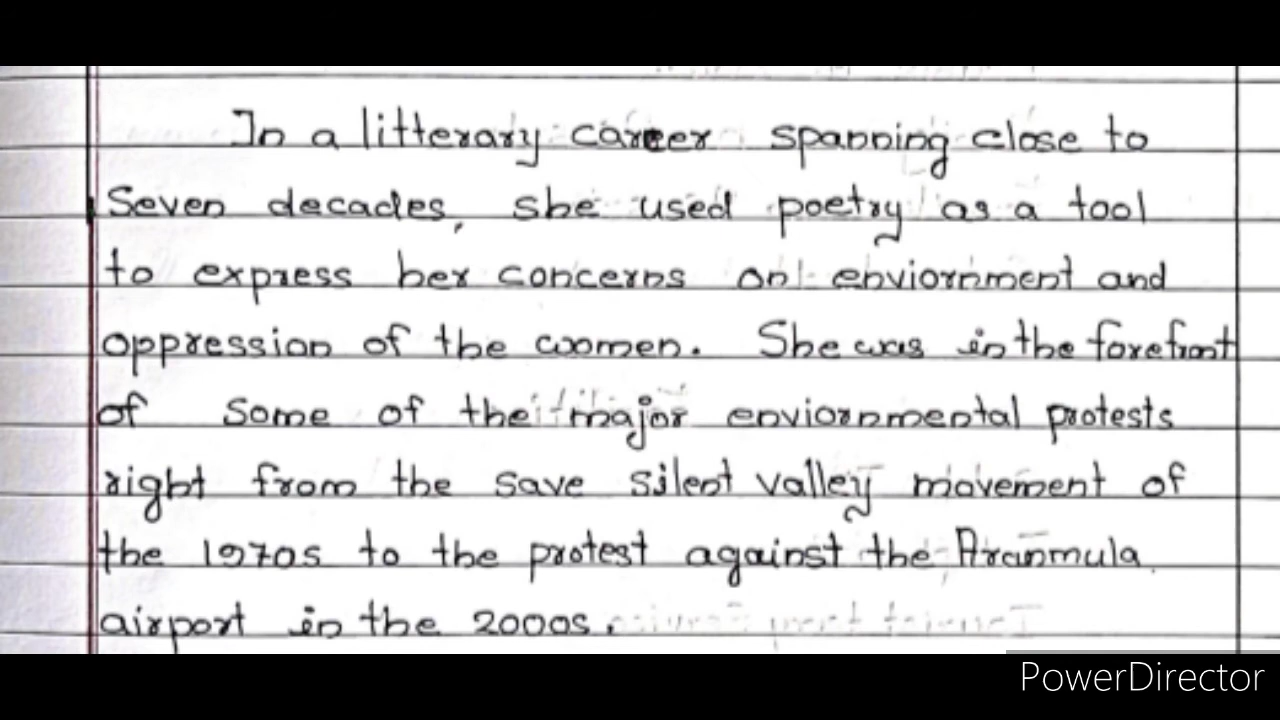 In a litterary career spanning close to
Seven decades, she used poetry as a tool
to express her concerns on enviornment and
oppression of the women. She was in the forefront
of some of the major enviornmental protests
right from the save silent valley movement of
the 1970s to the protest against the Aranmula
airport in the 2000s.
PowerDirector